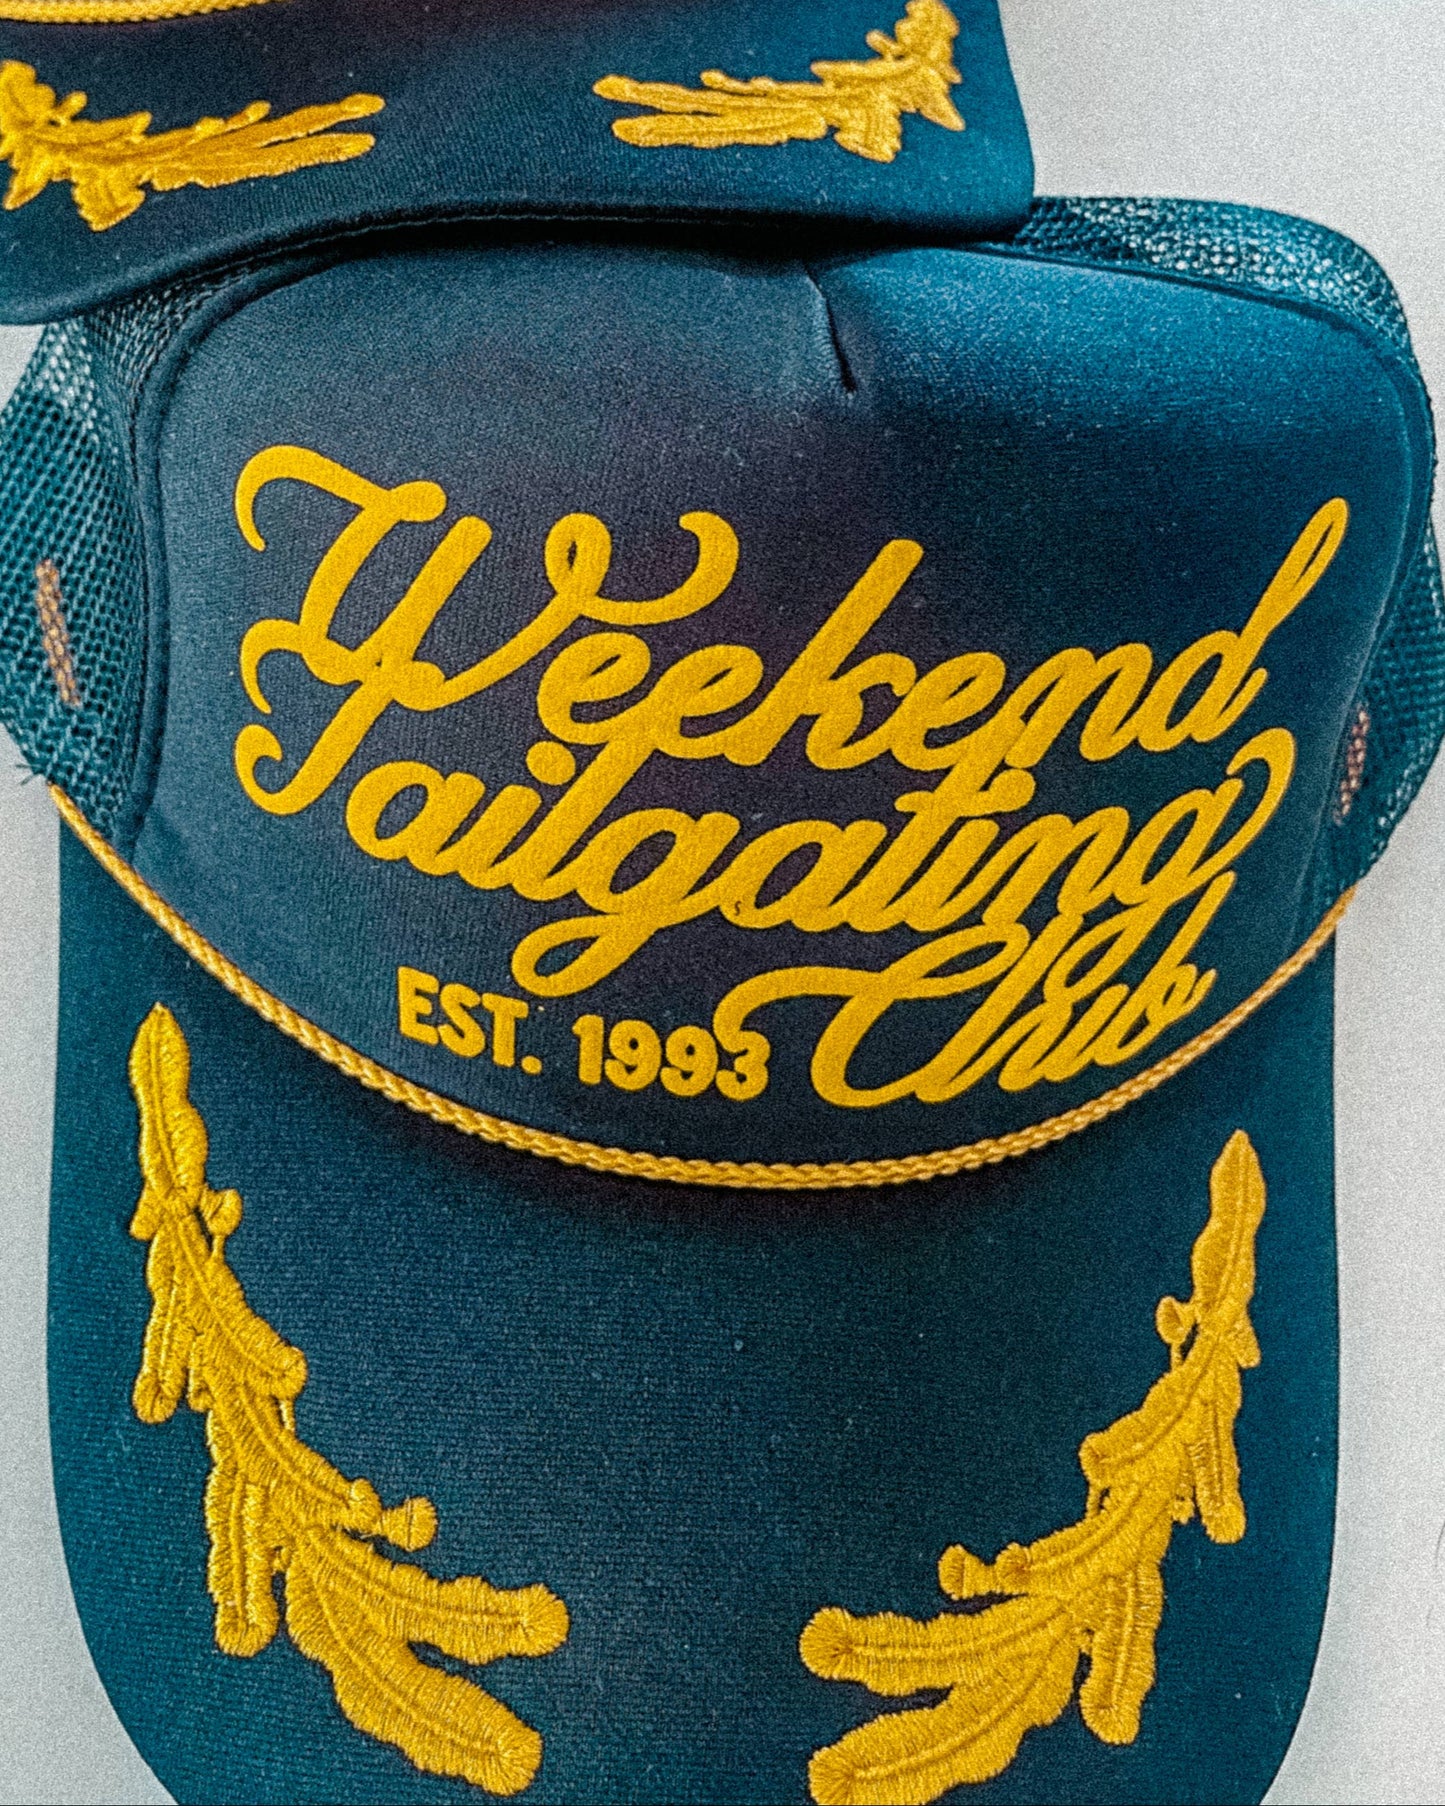 Weekend
Tailgating
Club
EST. 1993